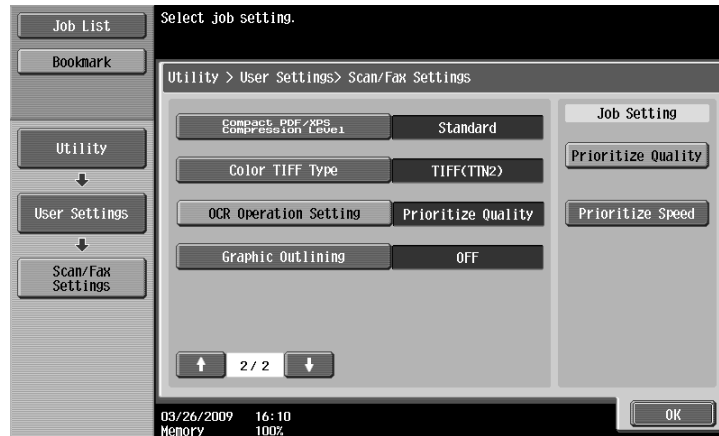 Job List
Bookmark
Utility
User Settings
Scan/Fax
Settings
Select job setting.
Utility > User Settings> Scan/Fax Settings
Compact PDF/XPS
Compression Level
Standard
Color TIFF Type
TIFF(TTN2)
OCR Operation Setting
Prioritize Quality
Graphic Outlining
OFF
2/ 2
Job Setting
Prioritize Quality
Prioritize Speed
03/26/2009 16:10
Memory 100%
OK